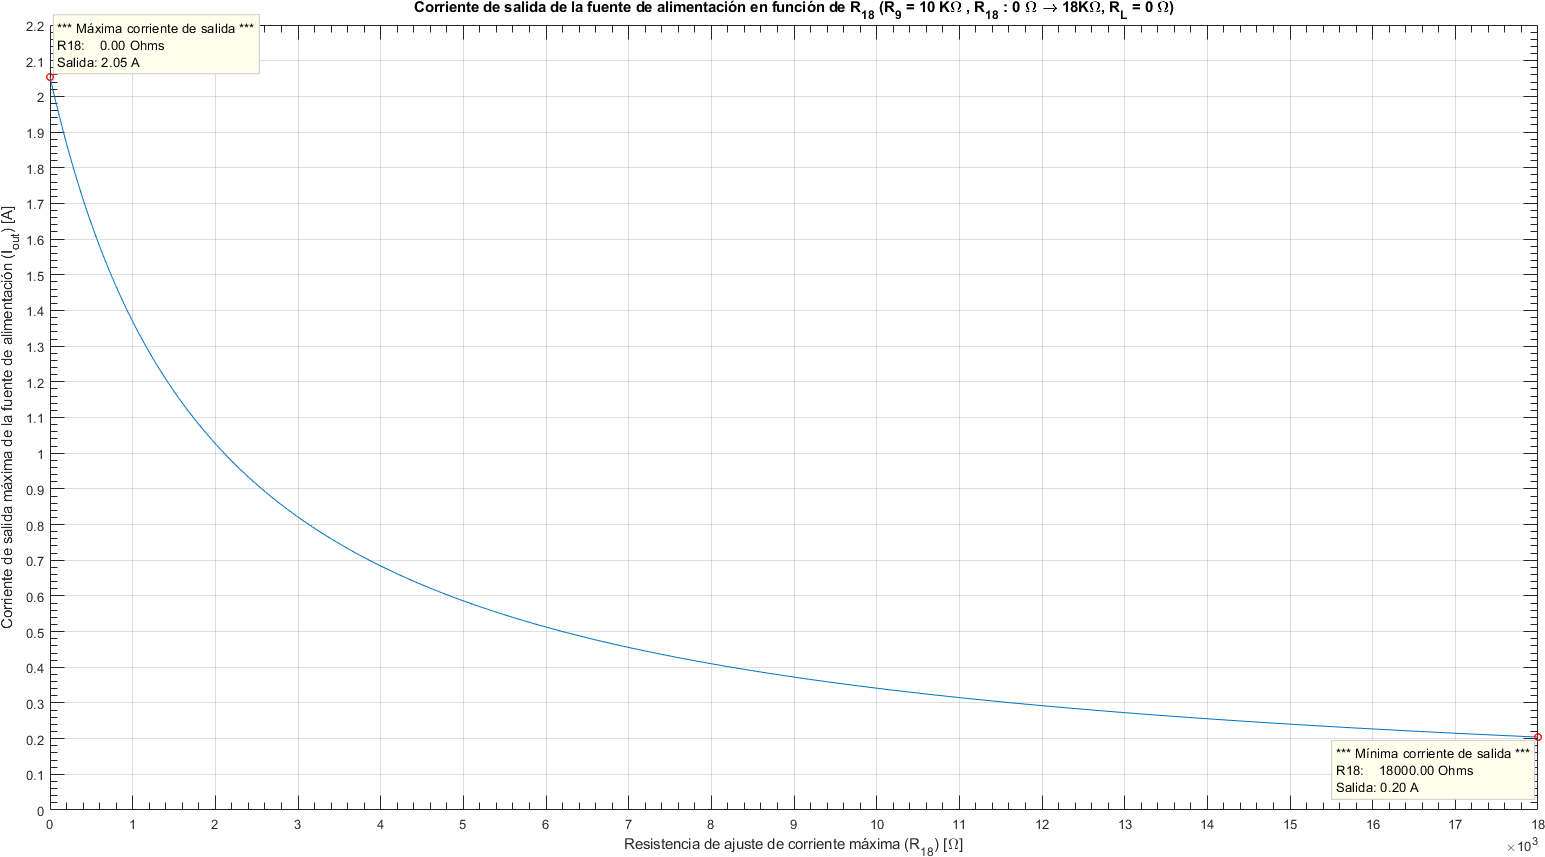 Corriente de salida de la fuente de alimentación en función de R18 (R9 = 10 KΩ , R18 : 0 Ω → 18KΩ, RL = 0 Ω)
*** Máxima corriente de salida ***
R18: 0.00 Ohms
Salida: 2.05 A
Corriente de salida máxima de la fuente de alimentación (Iout) [A]
2.2
2.1
2
1.9
1.8
1.7
1.6
1.5
1.4
1.3
1.2
1.1
1
0.9
0.8
0.7
0.6
0.5
0.4
0.3
0.2
0.1
0
*** Mínima corriente de salida ***
R18: 18000.00 Ohms
Salida: 0.20 A
0 1 2 3 4 5 6 7 8 9 10 11 12 13 14 15 16 17 18
Resistencia de ajuste de corriente máxima (R18) [Ω]
×10³